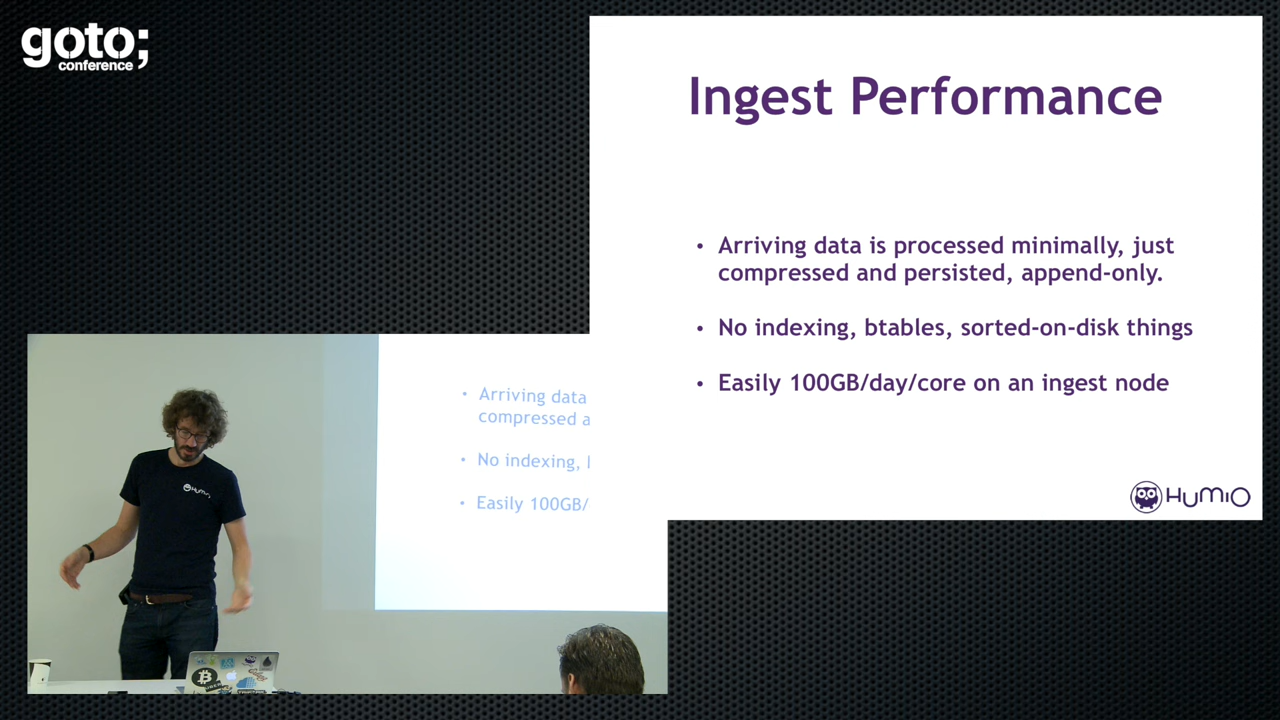 goto;
conference
Ingest Performance
• Arriving data is processed minimally, just
compressed and persisted, append-only.
• No indexing, btables, sorted-on-disk things
• Easily 100GB/day/core on an ingest node
HUMIO
• Arriving data
compressed a
• No indexing, b
• Easily 100GB/
HUMIO